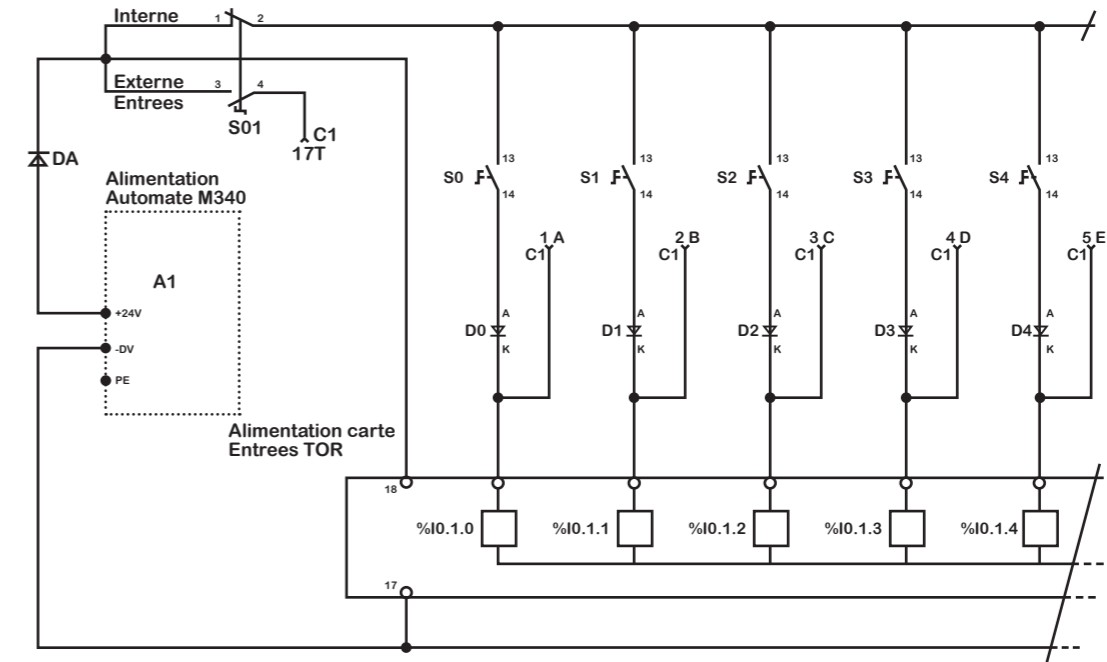 Interne
1
2
Externe
Entrees
3
4
S01
C1
17T
DA
Alimentation
Automate M340
A1
+24V
-DV
PE
13
S0
14
13
S1
14
13
S2
14
13
S3
14
13
S4
14
1 A
C1
2 B
C1
3 C
C1
4 D
C1
5 E
C1
A
D0
K
A
D1
K
A
D2
K
A
D3
K
A
D4
K
Alimentation carte
Entrees TOR
18
%I0.1.0
%I0.1.1
%I0.1.2
%I0.1.3
%I0.1.4
17